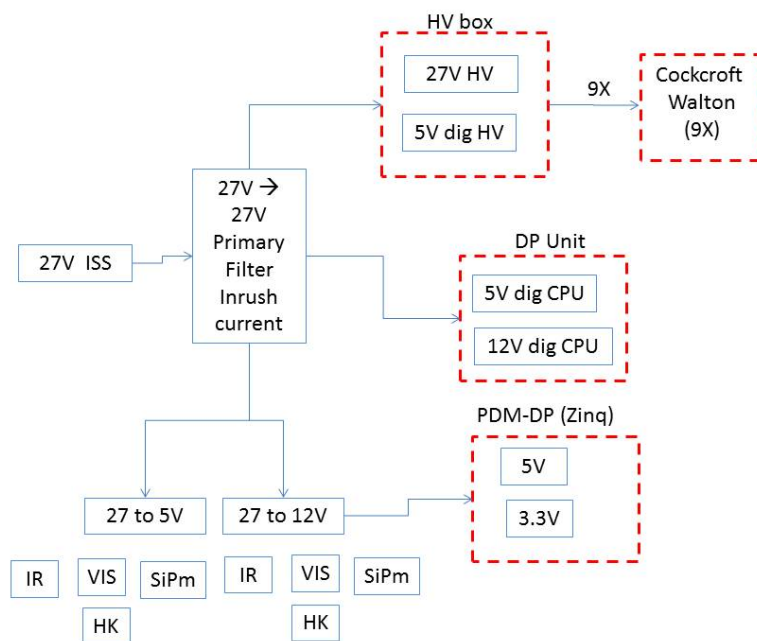 HV box
27V HV
5V dig HV
9X
Cockcroft
Walton
(9X)
27V →
27V
Primary
Filter
Inrush
current
27V ISS
DP Unit
5V dig CPU
12V dig CPU
PDM-DP (Zinq)
5V
3.3V
27 to 5V
27 to 12V
IR
VIS
SiPm
HK
IR
VIS
SiPm
HK